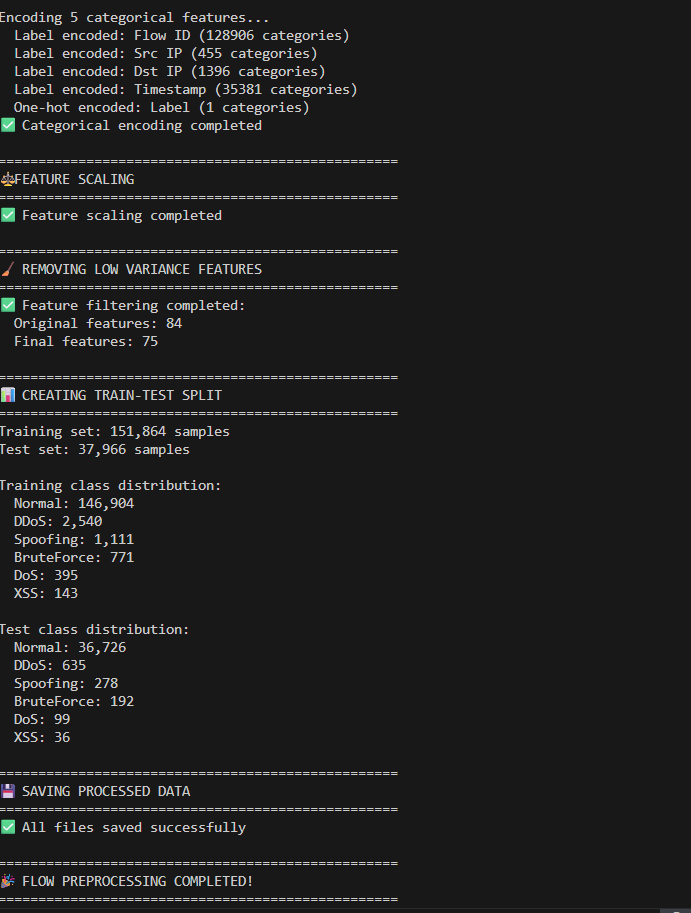 Encoding 5 categorical features...
Label encoded: Flow ID (128906 categories)
Label encoded: Src IP (455 categories)
Label encoded: Dst IP (1396 categories)
Label encoded: Timestamp (35381 categories)
One-hot encoded: Label (1 categories)
✅ Categorical encoding completed
==================================================
⚖️FEATURE SCALING
==================================================
✅ Feature scaling completed
==================================================
🧹 REMOVING LOW VARIANCE FEATURES
==================================================
✅ Feature filtering completed:
Original features: 84
Final features: 75
==================================================
📊 CREATING TRAIN-TEST SPLIT
==================================================
Training set: 151,864 samples
Test set: 37,966 samples
Training class distribution:
Normal: 146,904
DDoS: 2,540
Spoofing: 1,111
BruteForce: 771
DoS: 395
XSS: 143
Test class distribution:
Normal: 36,726
DDoS: 635
Spoofing: 278
BruteForce: 192
DoS: 99
XSS: 36
==================================================
💾 SAVING PROCESSED DATA
==================================================
✅ All files saved successfully
==================================================
🎉 FLOW PREPROCESSING COMPLETED!
==================================================